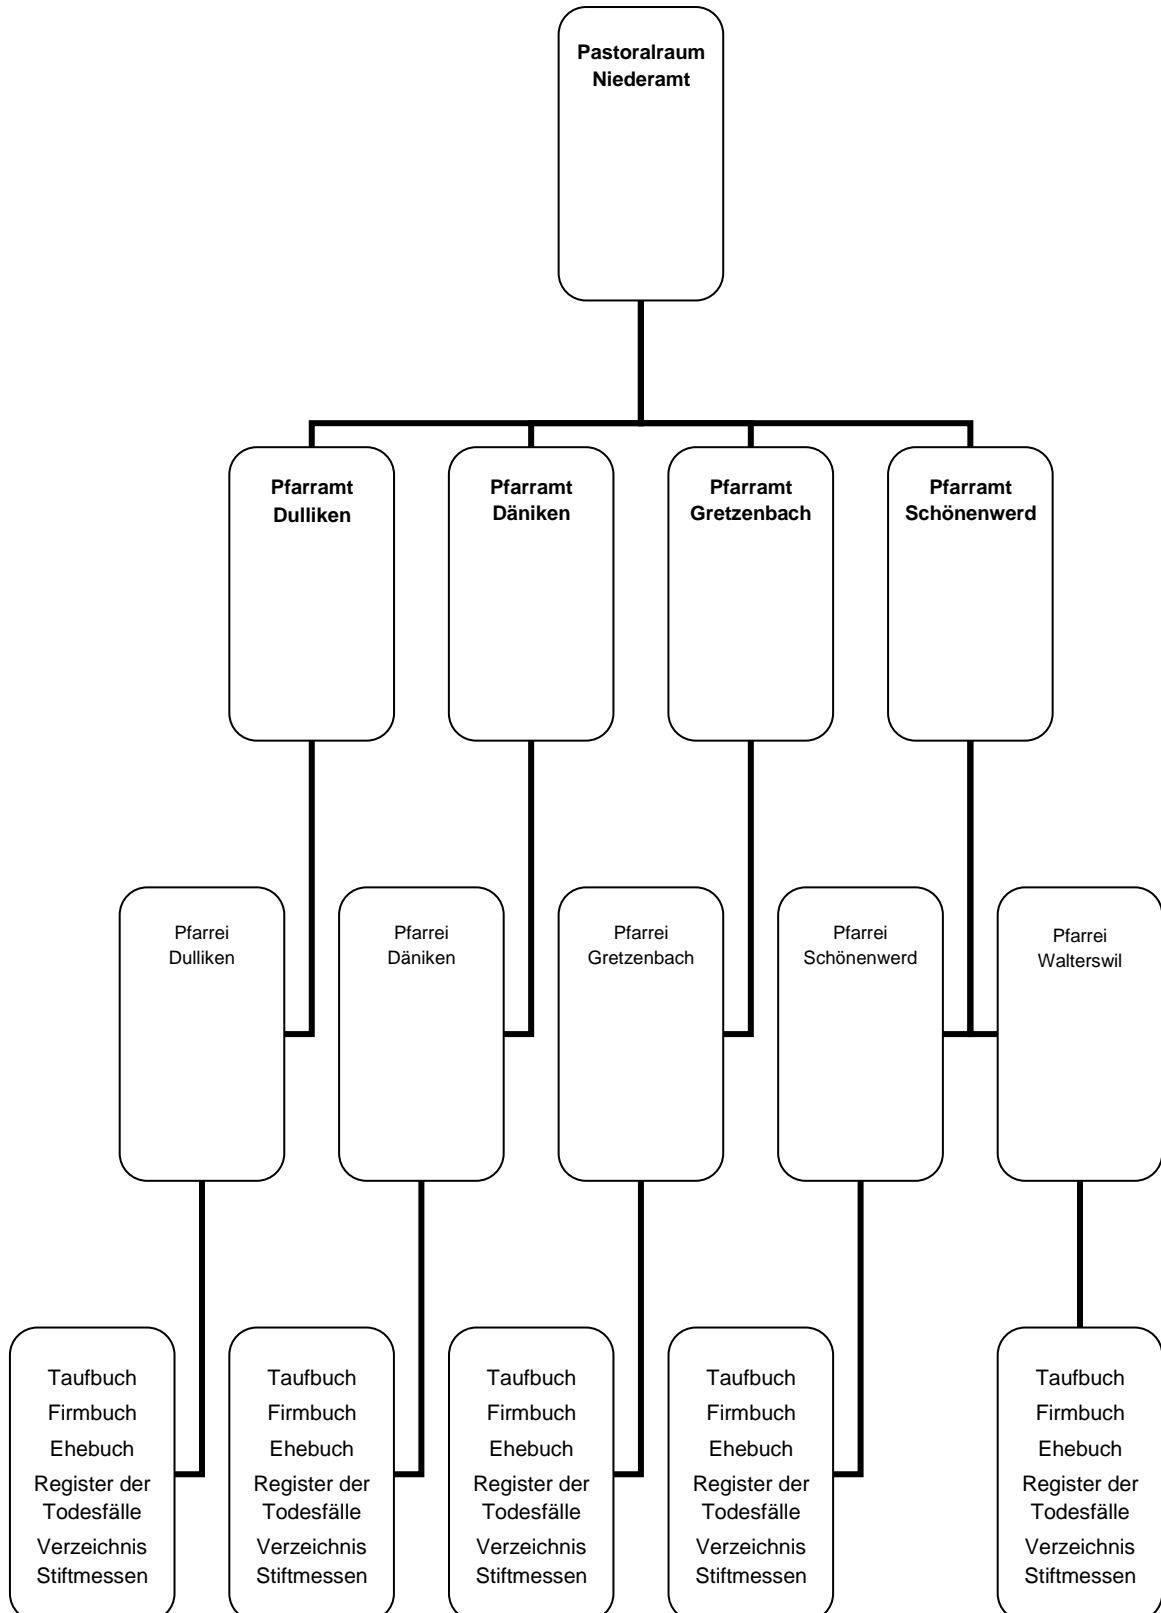 Pastoralraum
Niederamt
Pfarramt
Dulliken
Pfarramt
Däniken
Pfarramt
Gretzenbach
Pfarramt
Schönenwerd
Pfarrei
Dulliken
Pfarrei
Däniken
Pfarrei
Gretzenbach
Pfarrei
Schönenwerd
Pfarrei
Walterswil
Taufbuch
Firmbuch
Ehebuch
Register der
Todesfälle
Verzeichnis
Stiftmessen
Taufbuch
Firmbuch
Ehebuch
Register der
Todesfälle
Verzeichnis
Stiftmessen
Taufbuch
Firmbuch
Ehebuch
Register der
Todesfälle
Verzeichnis
Stiftmessen
Taufbuch
Firmbuch
Ehebuch
Register der
Todesfälle
Verzeichnis
Stiftmessen
Taufbuch
Firmbuch
Ehebuch
Register der
Todesfälle
Verzeichnis
Stiftmessen